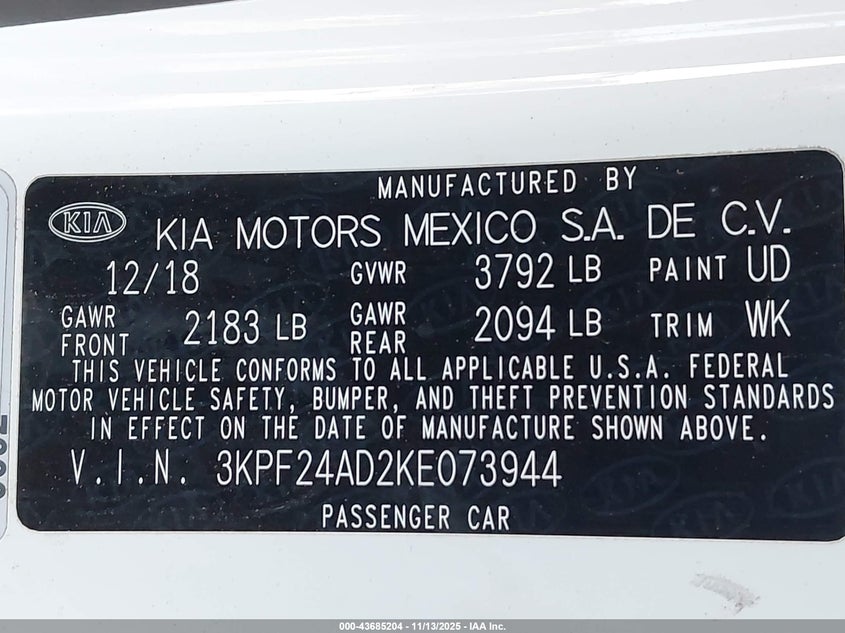 MANUFACTURED BY
KIA KIA MOTORS MEXICO S.A. DE C.V.
12/18 GVWR 3792 LB PAINT UD
GAWR FRONT 2183 LB GAWR REAR 2094 LB TRIM WK
THIS VEHICLE CONFORMS TO ALL APPLICABLE U.S.A. FEDERAL
MOTOR VEHICLE SAFETY, BUMPER, AND THEFT PREVENTION STANDARDS
IN EFFECT ON THE DATE OF MANUFACTURE SHOWN ABOVE.
V.I.N. 3KPF24AD2KE073944
PASSENGER CAR
000-43685204 - 11/13/2025 - IAA Inc.